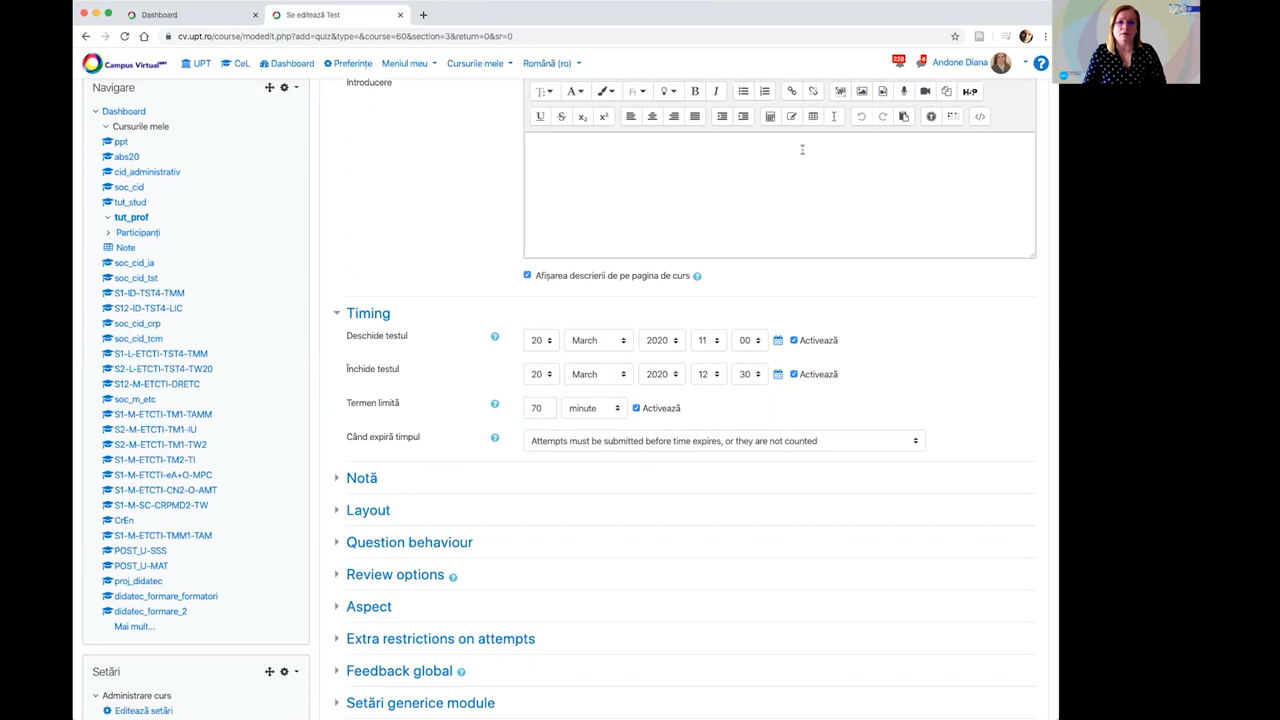 Dashboard
Se editează Test
cv.upt.ro/course/modedit.php?add=quiz&type=&course=60&section=3&return=0&sr=0
Campus Virtual UPT
UPT
CeL
Dashboard
Preferințe
Meniul meu
Cursurile mele
Română (ro)
228
Andone Diana
Navigare
Dashboard
Cursurile mele
ppt
abs20
cid_administrativ
soc_cid
tut_stud
tut_prof
Participanți
Note
soc_cid_ia
soc_cid_tst
S1-ID-TST4-TMM
S12-ID-TST4-LIC
soc_cid_crp
soc_cid_tcm
S1-L-ETCTI-TST4-TMM
S2-L-ETCTI-TST4-TW20
S12-M-ETCTI-DRETC
soc_m_etc
S1-M-ETCTI-TM1-TAMM
S2-M-ETCTI-TM1-IU
S2-M-ETCTI-TM1-TW2
S1-M-ETCTI-TM2-TI
S1-M-ETCTI-eA+O-MPC
S1-M-ETCTI-CN2-O-AMT
S1-M-SC-CRPMD2-TW
CrEn
S1-M-ETCTI-TMM1-TAM
POST_U-SSS
POST_U-MAT
proj_didatec
didatec_formare_formatori
didatec_formare_2
Mai mult...
Setări
Administrare curs
Editează setări
Introducere
H-P
Afișarea descrierii de pe pagina de curs
Timing
Deschide testul
20 March 2020 11 00 Activează
Închide testul
20 March 2020 12 30 Activează
Termen limită
70 minute Activează
Când expiră timpul
Attempts must be submitted before time expires, or they are not counted
Notă
Layout
Question behaviour
Review options
Aspect
Extra restrictions on attempts
Feedback global
Setări generice module